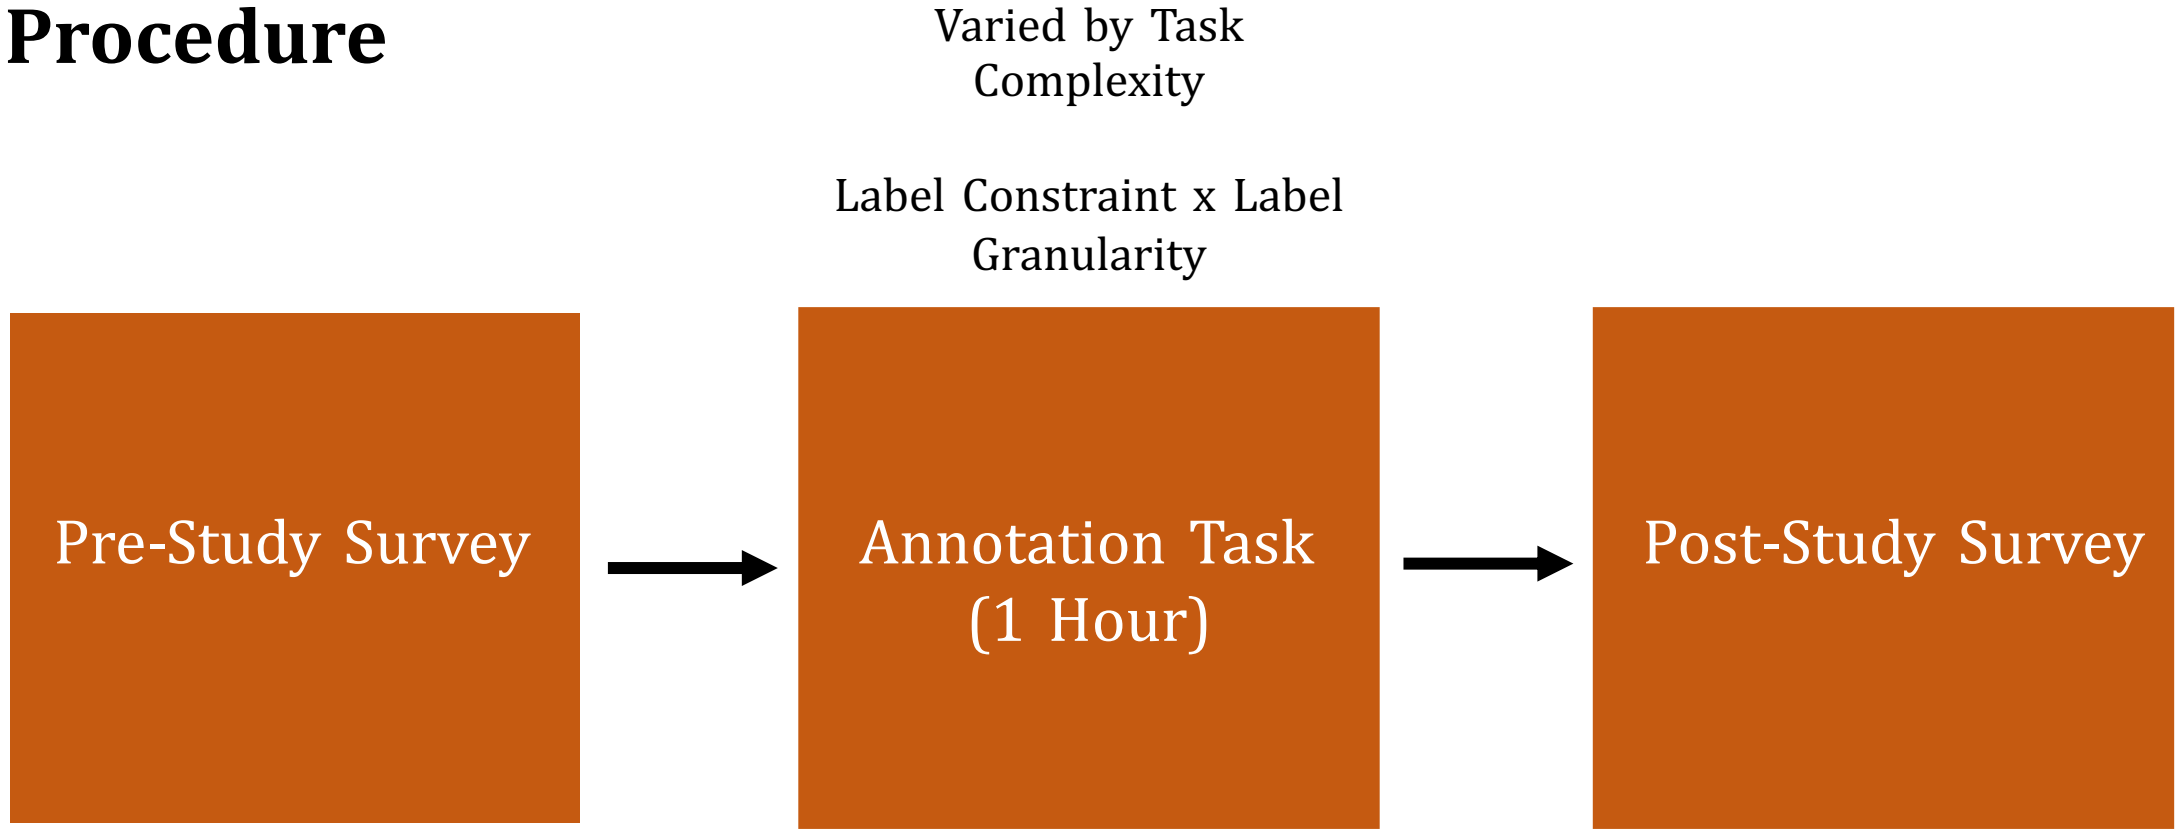 Procedure
Varied by Task
Complexity
Label Constraint x Label
Granularity
Pre-Study Survey
Annotation Task
(1 Hour)
Post-Study Survey